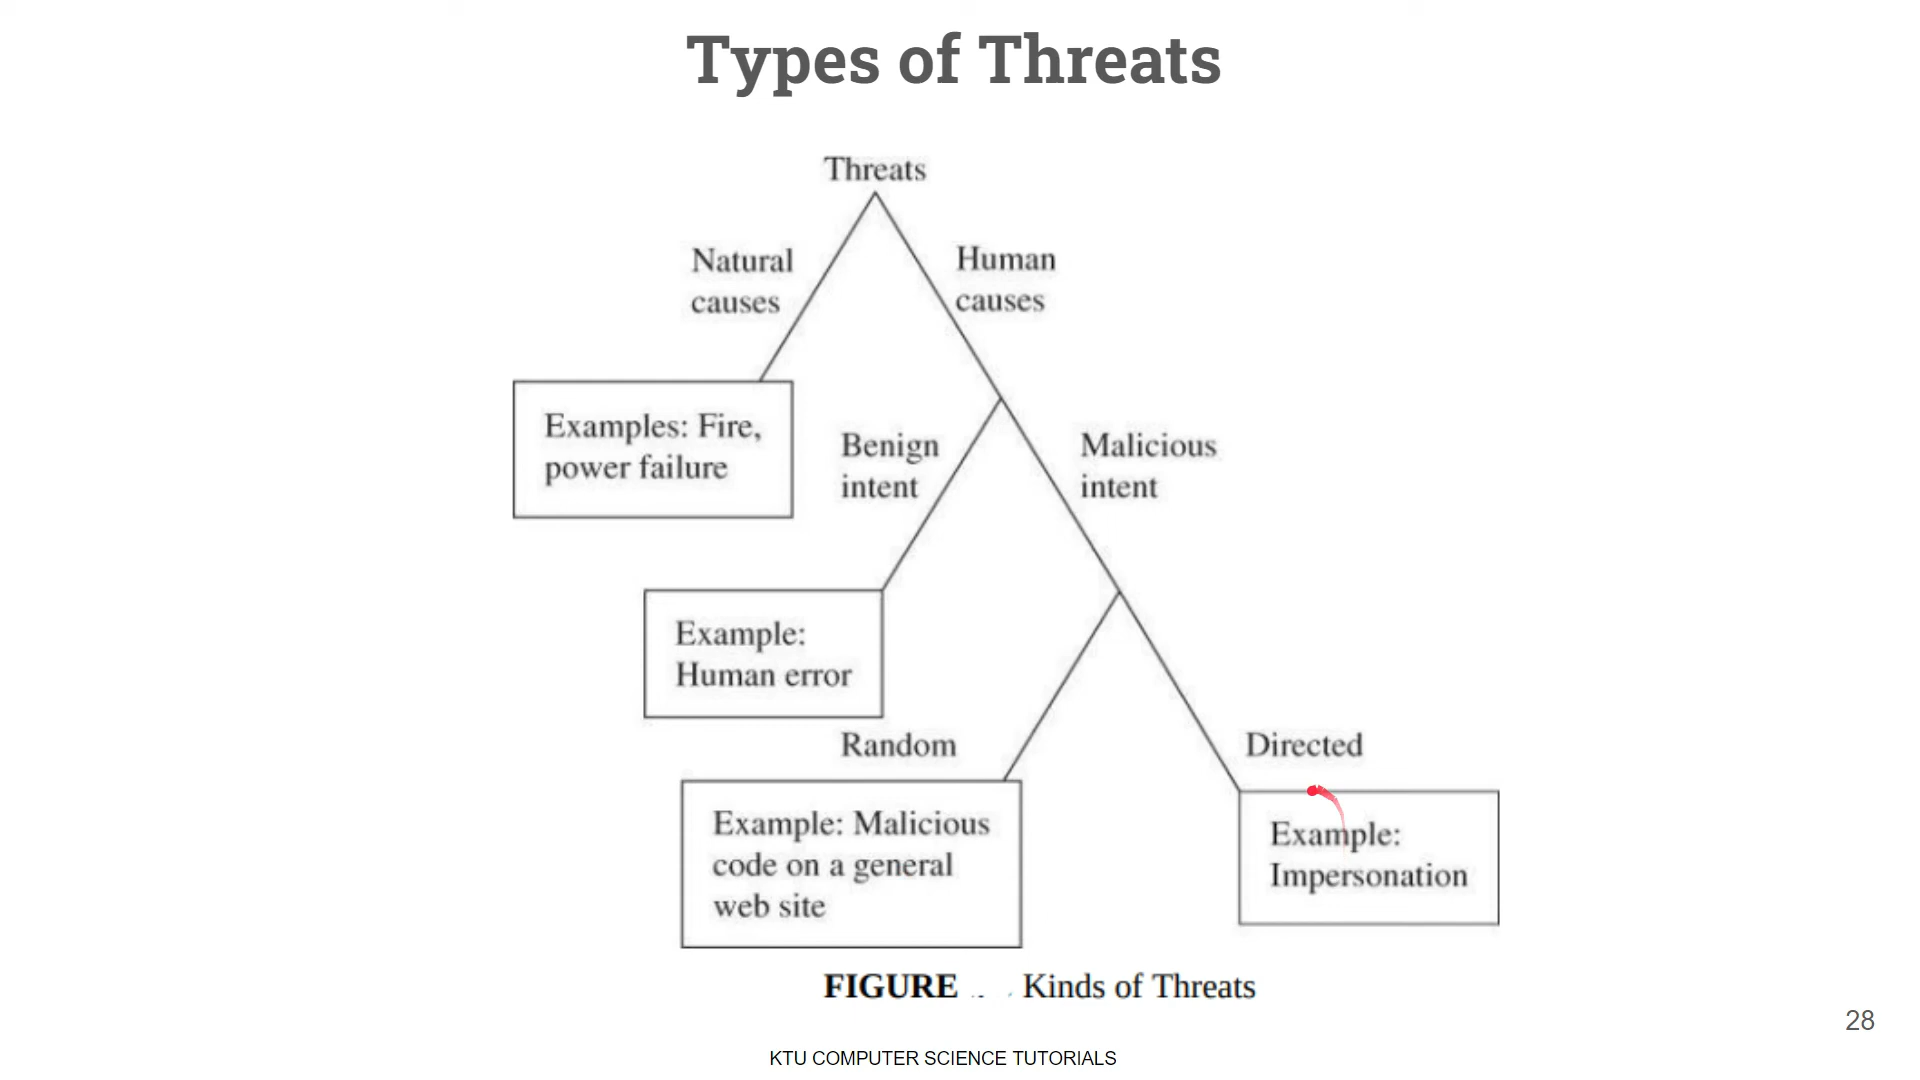 Types of Threats
Threats
Natural
causes
Human
causes
Examples: Fire,
power failure
Benign
intent
Malicious
intent
Example:
Human error
Random
Directed
Example: Malicious
code on a general
web site
Example:
Impersonation
FIGURE Kinds of Threats
28
KTU COMPUTER SCIENCE TUTORIALS